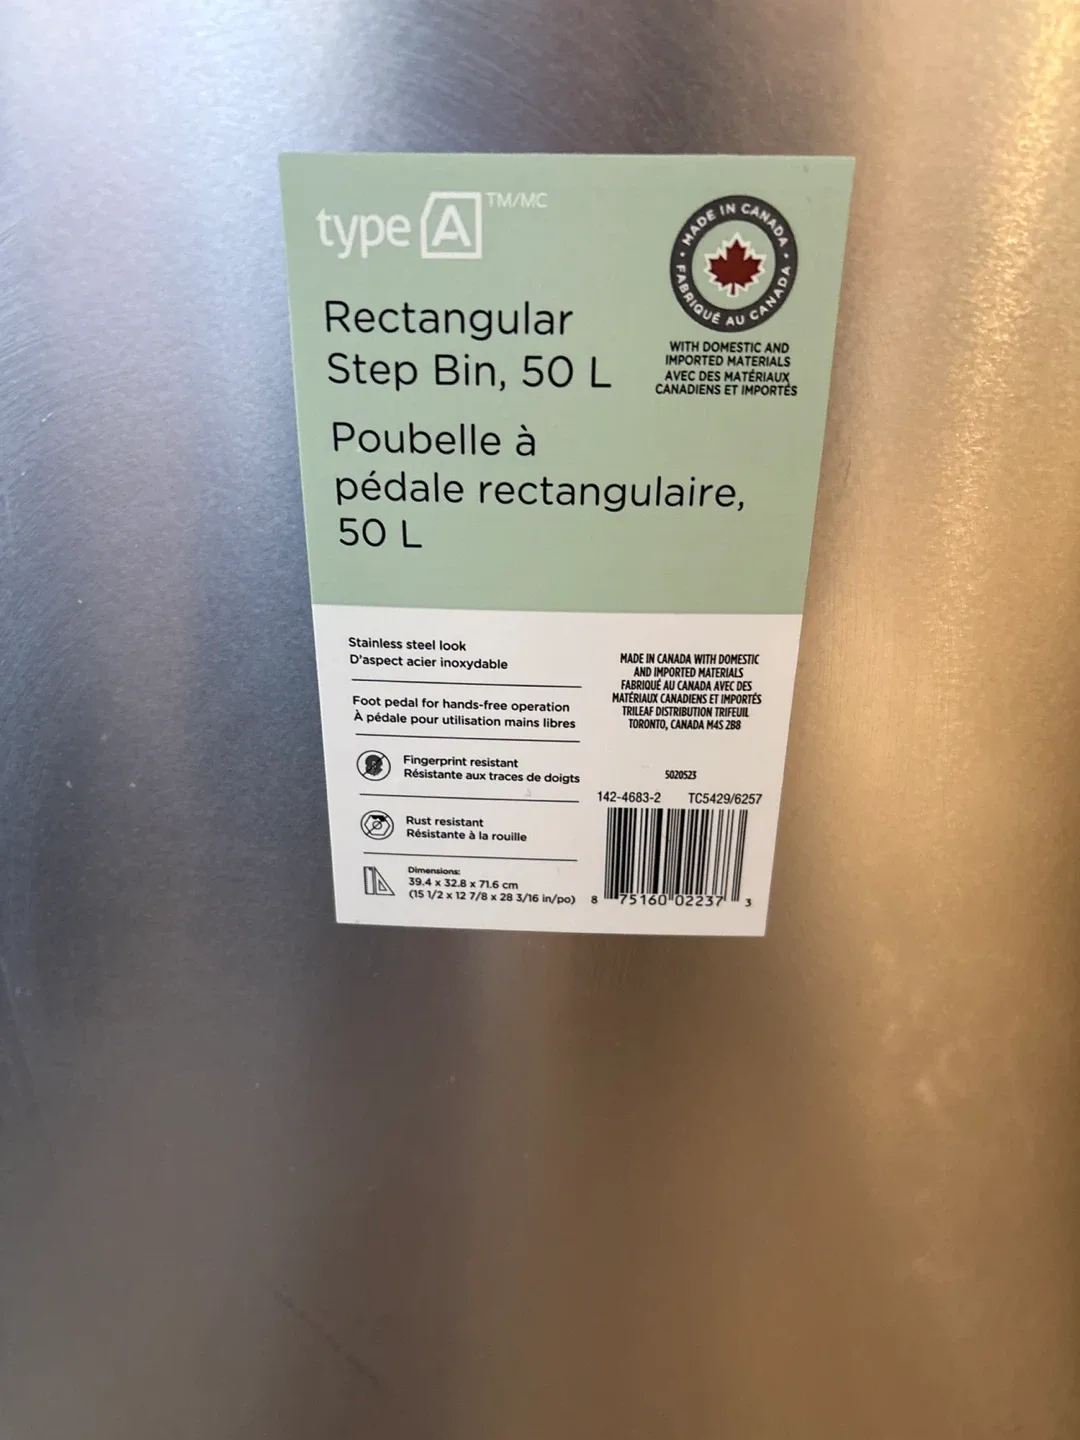 type A TM/MC
MADE IN CANADA
FABRIQUÉ AU CANADA
WITH DOMESTIC AND
IMPORTED MATERIALS
AVEC DES MATÉRIAUX
CANADIENS ET IMPORTÉS
Rectangular
Step Bin, 50 L
Poubelle à
pédale rectangulaire,
50 L
Stainless steel look
D'aspect acier inoxydable
Foot pedal for hands-free operation
À pédale pour utilisation mains libres
Fingerprint resistant
Résistante aux traces de doigts
Rust resistant
Résistante à la rouille
Dimensions:
39.4 x 32.8 x 71.6 cm
(15 1/2 x 12 7/8 x 28 3/16 in/po)
MADE IN CANADA WITH DOMESTIC
AND IMPORTED MATERIALS
FABRIQUÉ AU CANADA AVEC DES
MATÉRIAUX CANADIENS ET IMPORTÉS
TRILEAF DISTRIBUTION TRIFEUIL
TORONTO, CANADA M4S 2B8
5020523
142-4683-2 TC5429/6257
8 75160 02237 3